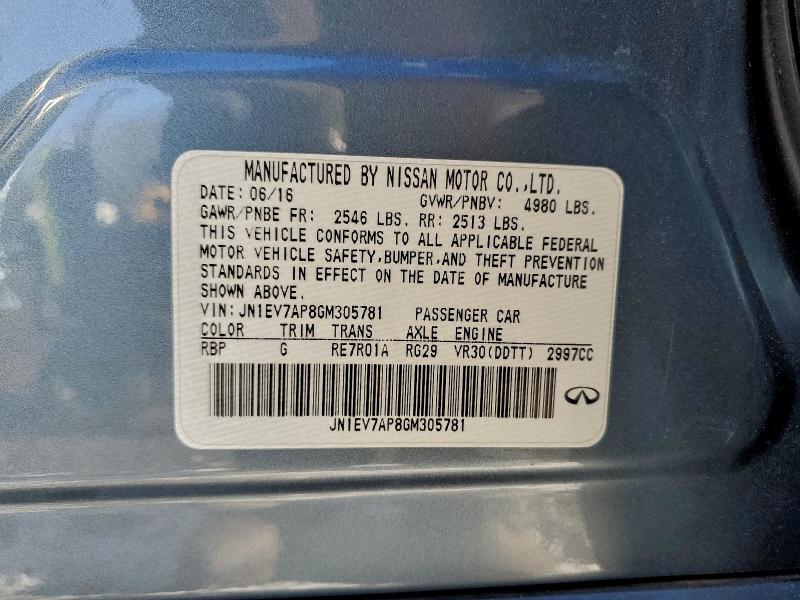 MANUFACTURED BY NISSAN MOTOR CO.,LTD.
DATE: 06/16 GVWR/PNBV: 4980 LBS.
GAWR/PNBE FR: 2546 LBS. RR: 2513 LBS.
THIS VEHICLE CONFORMS TO ALL APPLICABLE FEDERAL
MOTOR VEHICLE SAFETY,BUMPER,AND THEFT PREVENTION
STANDARDS IN EFFECT ON THE DATE OF MANUFACTURE
SHOWN ABOVE.
VIN: JN1EV7AP8GM305781 PASSENGER CAR
COLOR TRIM TRANS AXLE ENGINE
RBP G RE7R01A RG29 VR30(DDTT) 2997CC
JN1EV7AP8GM305781